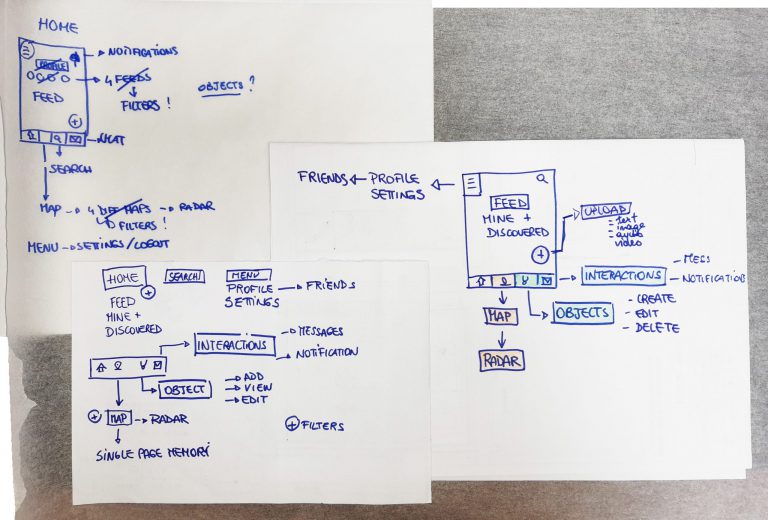 HOME
NOTIFICATIONS
PROFILE
4 FEEDS
FILTERS!
FEED
OBJECTS?
CHAT
SEARCH
MAP 4 DIFF MAPS RADAR
FILTERS!
MENU SETTINGS/LOGOUT
FRIENDS PROFILE
SETTINGS
FEED
MINE +
DISCOVERED
UPLOAD
- text
- image
- audio
- video
INTERACTIONS
- MESS
- NOTIFICATIONS
MAP
OBJECTS
- CREATE
- EDIT
- DELETE
RADAR
HOME
SEARCH
MENU
PROFILE
SETTINGS
FRIENDS
FEED
MINE +
DISCOVERED
INTERACTIONS
MESSAGES
NOTIFICATION
OBJECT
ADD
VIEW
EDIT
MAP RADAR
FILTERS
SINGLE PAGE MEMORY